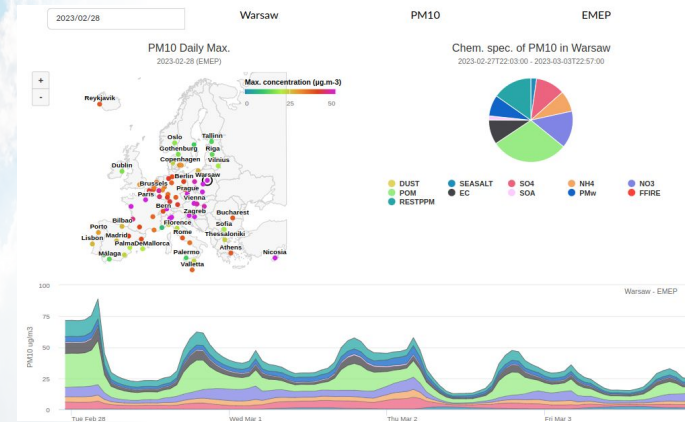 2023/02/28
Warsaw
PM10
EMEP
PM10 Daily Max.
2023-02-28 (EMEP)
+
-
Max. concentration (µg.m-3)
0 25 50
Reykjavik
Oslo
Tallinn
Gothenburg
Riga
Copenhagen
Vilnius
Dublin
Berlin
Warsaw
Brussels
Prague
Paris
Vienna
Bern
Zagreb
Bucharest
Bilbao
Florence
Sofia
Porto
Rome
Thessaloniki
Lisbon
Madrid
PalmaDeMallorca
Athens
Málaga
Palermo
Nicosia
Valletta
Chem. spec. of PM10 in Warsaw
2023-02-27T22:03:00 - 2023-03-03T22:57:00
DUST SEASALT SO4 NH4 NO3
POM EC SOA PMw FFIRE
RESTPPM
Warsaw - EMEP
PM10 ug/m3
100
75
50
25
0
Tue Feb 28 Wed Mar 1 Thu Mar 2 Fri Mar 3